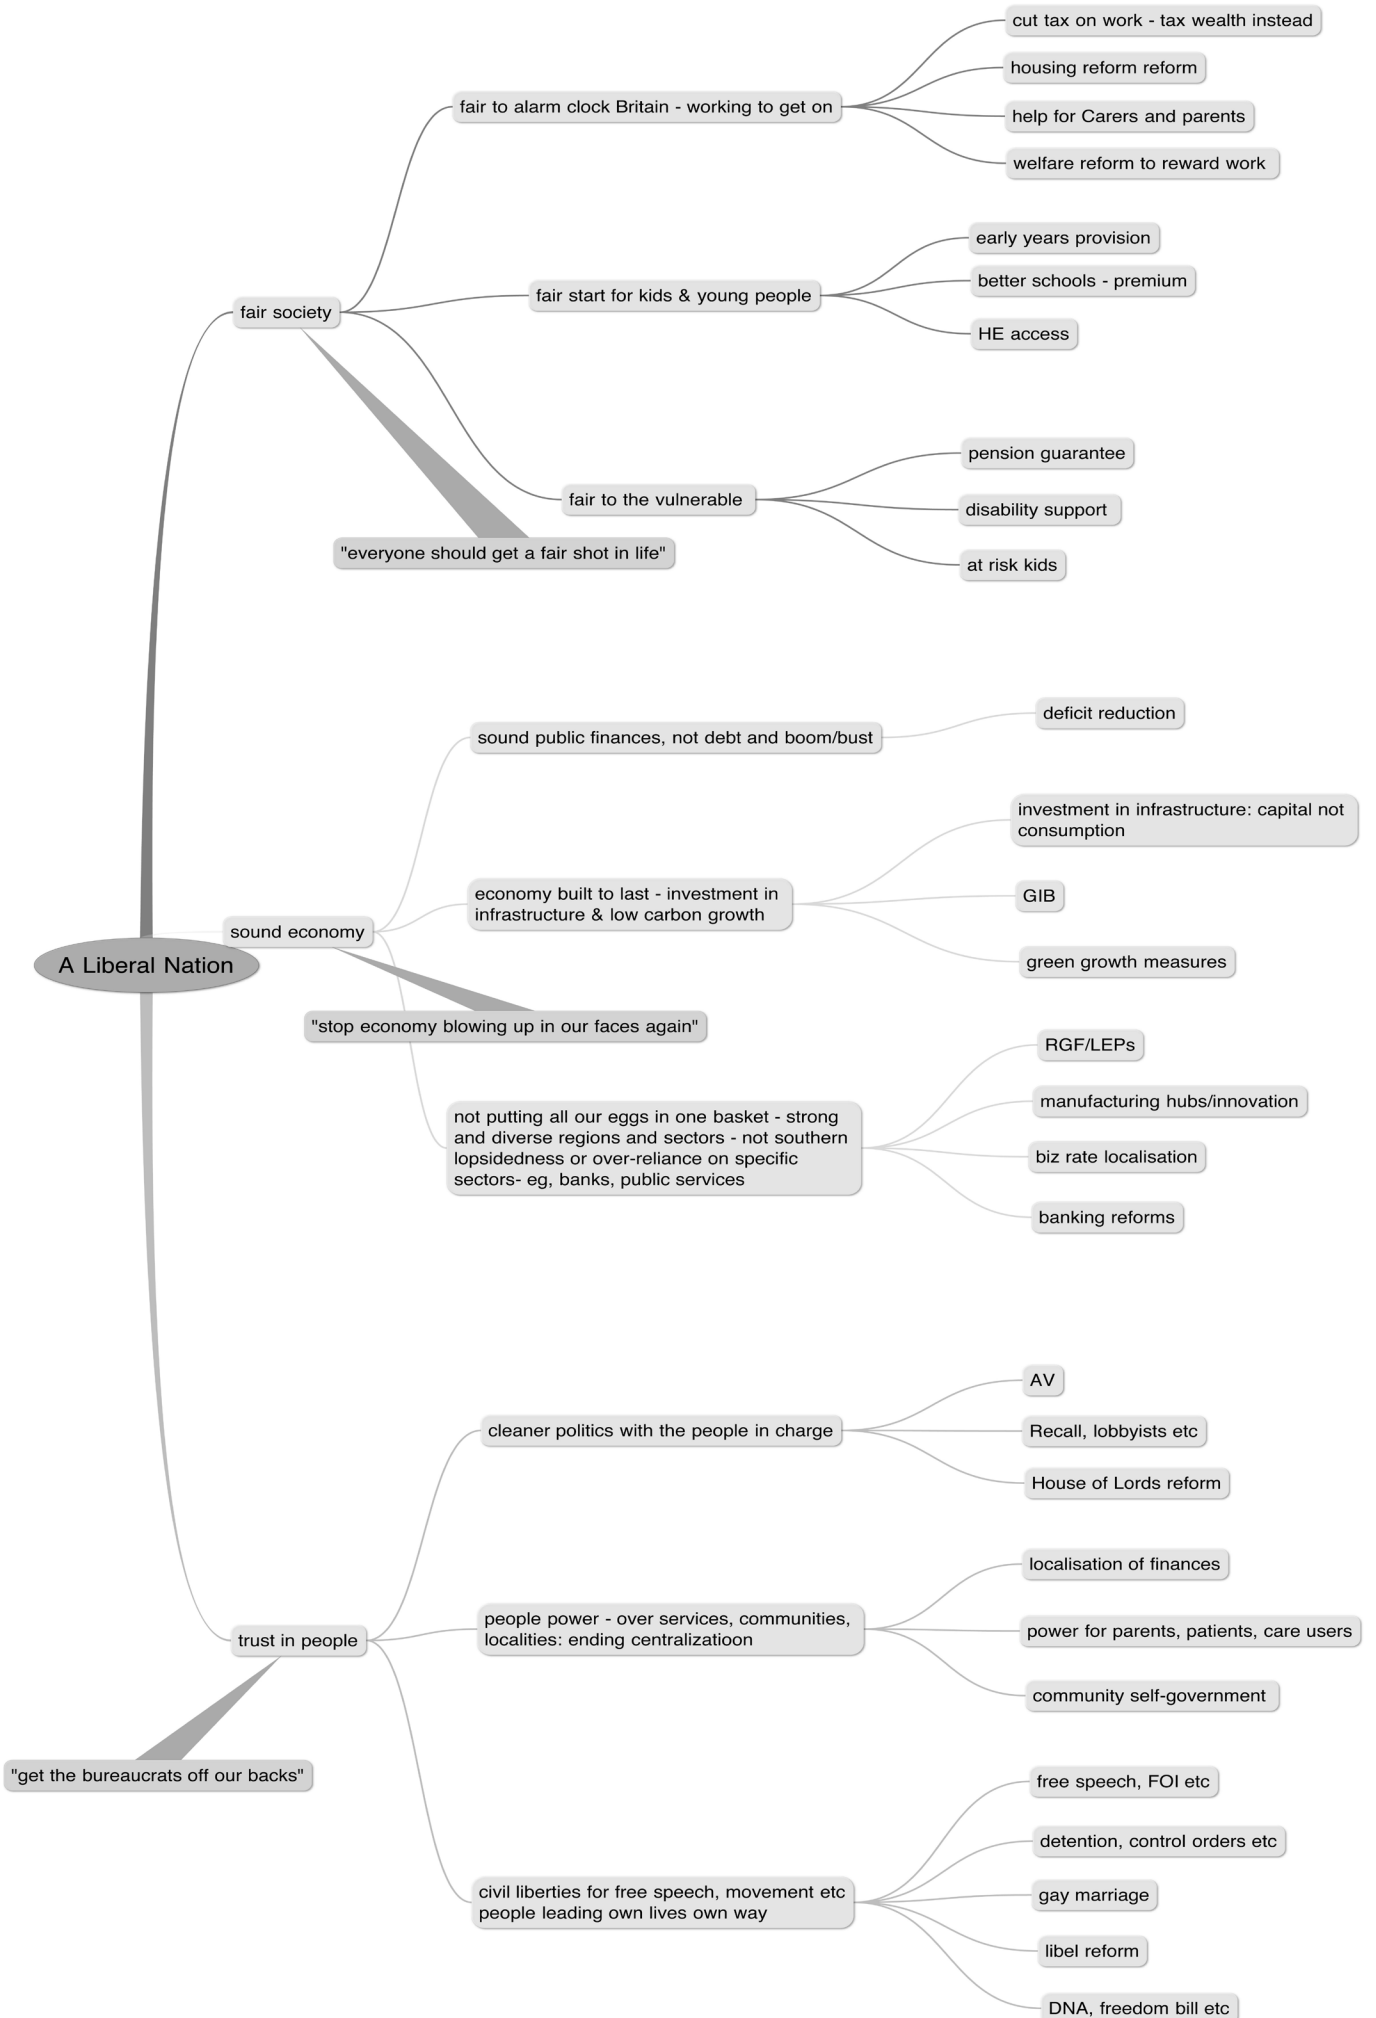 cut tax on work - tax wealth instead
housing reform reform
fair to alarm clock Britain - working to get on
help for Carers and parents
welfare reform to reward work
early years provision
better schools - premium
fair start for kids & young people
fair society
HE access
pension guarantee
fair to the vulnerable
disability support
"everyone should get a fair shot in life"
at risk kids
deficit reduction
sound public finances, not debt and boom/bust
investment in infrastructure: capital not
consumption
economy built to last - investment in
infrastructure & low carbon growth
GIB
sound economy
green growth measures
A Liberal Nation
"stop economy blowing up in our faces again"
RGF/LEPs
manufacturing hubs/innovation
not putting all our eggs in one basket - strong
and diverse regions and sectors - not southern
lopsidedness or over-reliance on specific
sectors- eg, banks, public services
biz rate localisation
banking reforms
AV
cleaner politics with the people in charge
Recall, lobbyists etc
House of Lords reform
localisation of finances
people power - over services, communities,
localities: ending centralizatioon
power for parents, patients, care users
trust in people
community self-government
"get the bureaucrats off our backs"
free speech, FOI etc
detention, control orders etc
civil liberties for free speech, movement etc
people leading own lives own way
gay marriage
libel reform
DNA, freedom bill etc